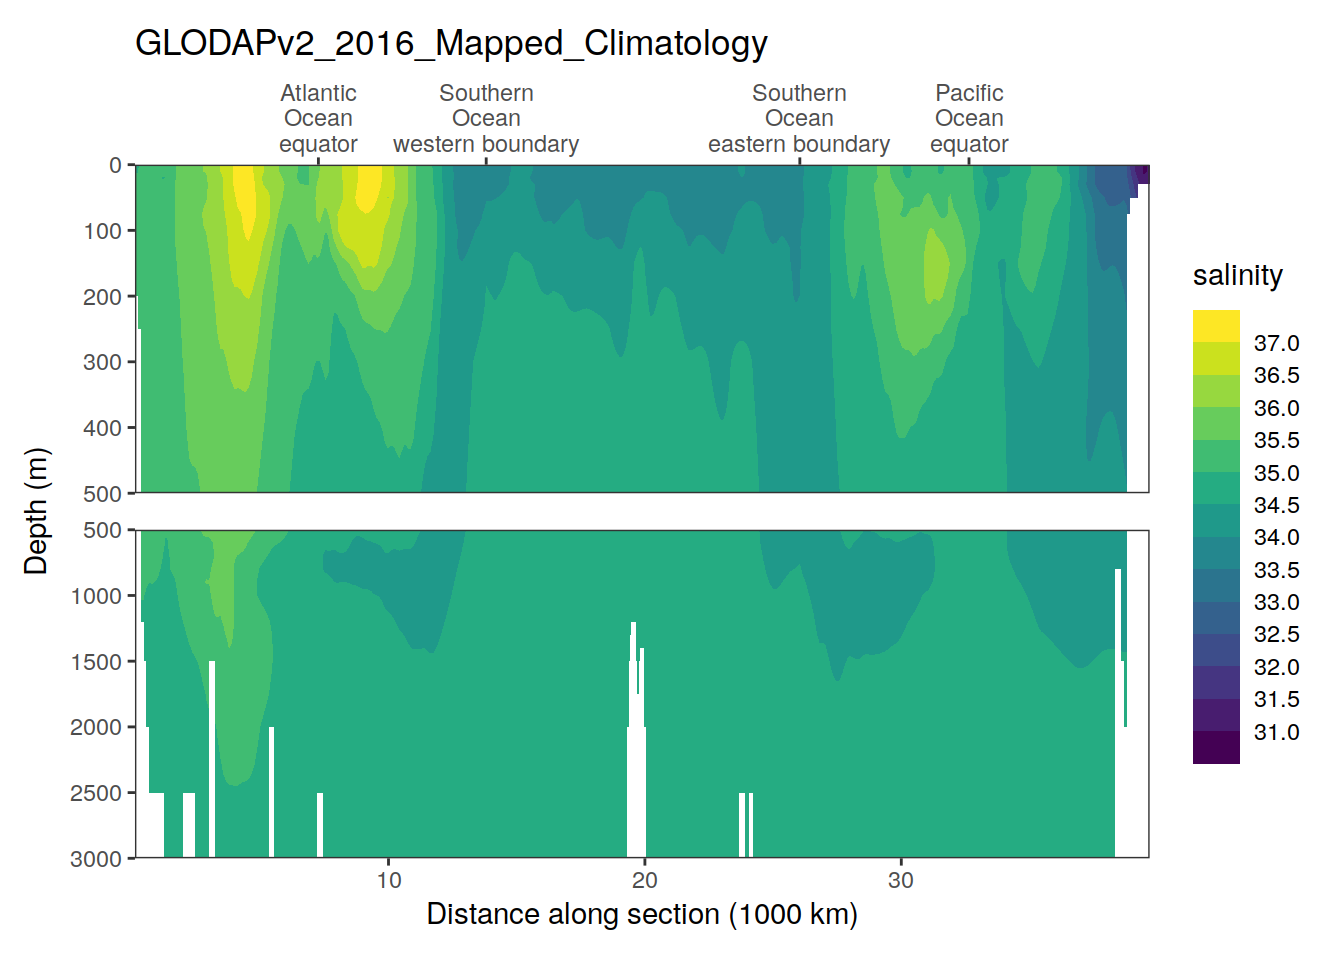 GLODAPv2_2016_Mapped_Climatology
Atlantic
Ocean
equator
Southern
Ocean
western boundary
Southern
Ocean
eastern boundary
Pacific
Ocean
equator
0
100
200
300
400
500
500
1000
1500
2000
2500
3000
Depth (m)
10
20
30
Distance along section (1000 km)
salinity
37.0
36.5
36.0
35.5
35.0
34.5
34.0
33.5
33.0
32.5
32.0
31.5
31.0